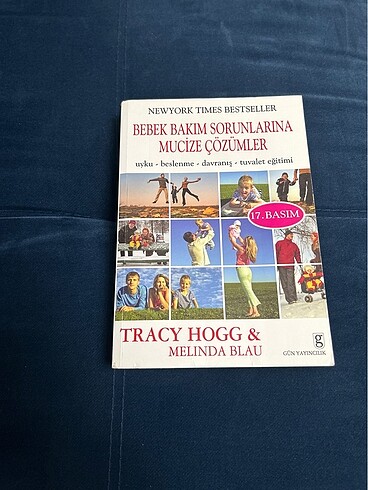 NEWYORK TIMES BESTSELLER
BEBEK BAKIM SORUNLARINA
MUCİZE ÇÖZÜMLER
uyku - beslenme - davranış - tuvalet eğitimi
17. BASIM
TRACY HOGG &
MELINDA BLAU
g
GÜN YAYINCILIK